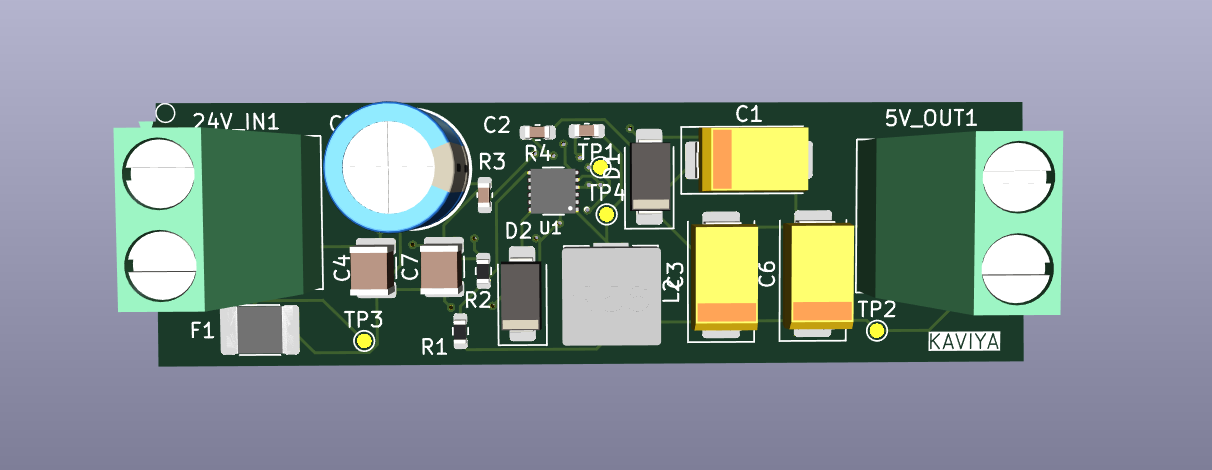 24V_IN1
C2
R4
TP1
D1
C1
5V_OUT1
R3
TP4
U1
D2
C4
C7
R2
C3
C6
F1
TP3
R1
TP2
KAVIYA